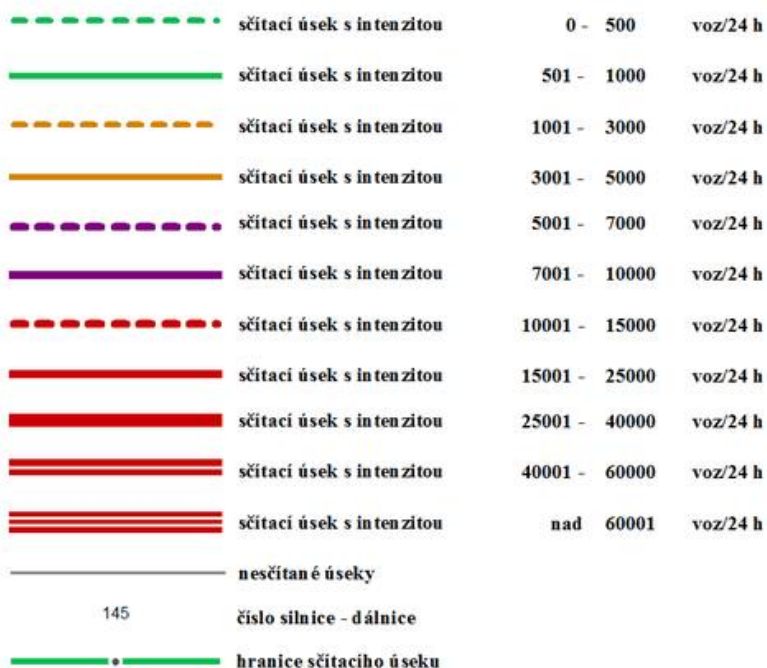 sčítací úsek s intenzitou 0 - 500 voz/24 h
sčítací úsek s intenzitou 501 - 1000 voz/24 h
sčítací úsek s intenzitou 1001 - 3000 voz/24 h
sčítací úsek s intenzitou 3001 - 5000 voz/24 h
sčítací úsek s intenzitou 5001 - 7000 voz/24 h
sčítací úsek s intenzitou 7001 - 10000 voz/24 h
sčítací úsek s intenzitou 10001 - 15000 voz/24 h
sčítací úsek s intenzitou 15001 - 25000 voz/24 h
sčítací úsek s intenzitou 25001 - 40000 voz/24 h
sčítací úsek s intenzitou 40001 - 60000 voz/24 h
sčítací úsek s intenzitou nad 60001 voz/24 h
nesčítané úseky
145 číslo silnice - dálnice
hranice sčítacího úseku